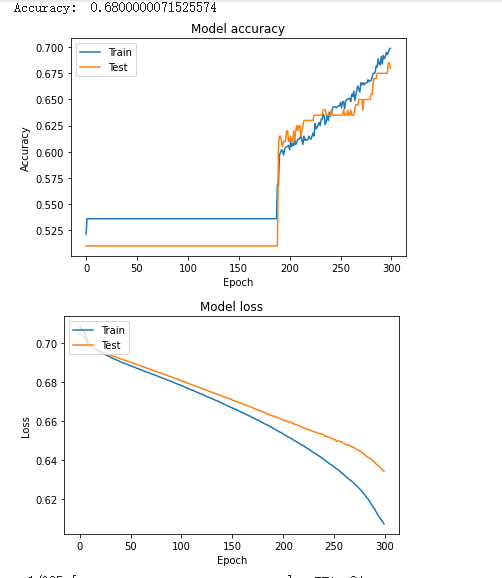 Accuracy: 0.6800000071525574
Model accuracy
Train
Test
0.700
0.675
0.650
0.625
0.600
0.575
0.550
0.525
Accuracy
0 50 100 150 200 250 300
Epoch
Model loss
Train
Test
0.70
0.68
0.66
0.64
0.62
Loss
0 50 100 150 200 250 300
Epoch